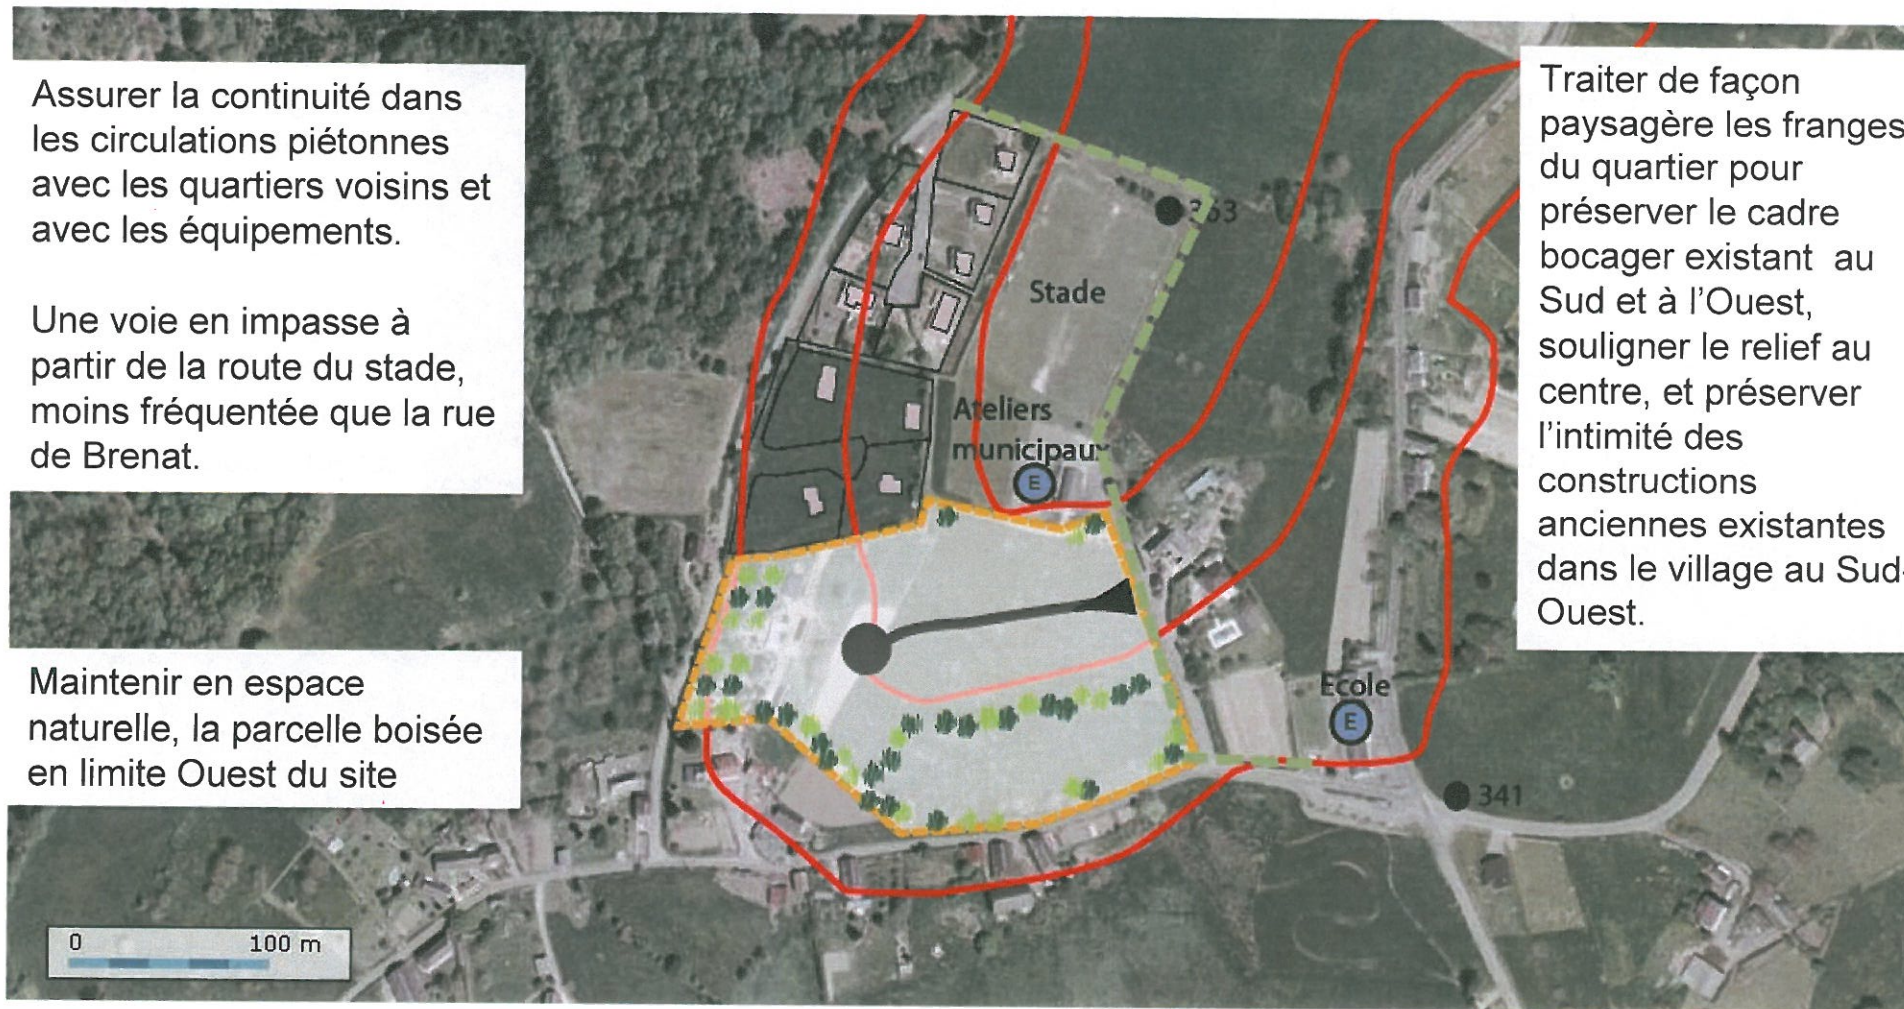 Assurer la continuité dans
les circulations piétonnes
avec les quartiers voisins et
avec les équipements.
Une voie en impasse à
partir de la route du stade,
moins fréquentée que la rue
de Brenat.
Maintenir en espace
naturelle, la parcelle boisée
en limite Ouest du site
0 100 m
363
Stade
Ateliers
municipaux
E
Ecole
E
341
Traiter de façon
paysagère les franges
du quartier pour
préserver le cadre
bocager existant au
Sud et à l'Ouest,
souligner le relief au
centre, et préserver
l'intimité des
constructions
anciennes existantes
dans le village au Sud-
Ouest.